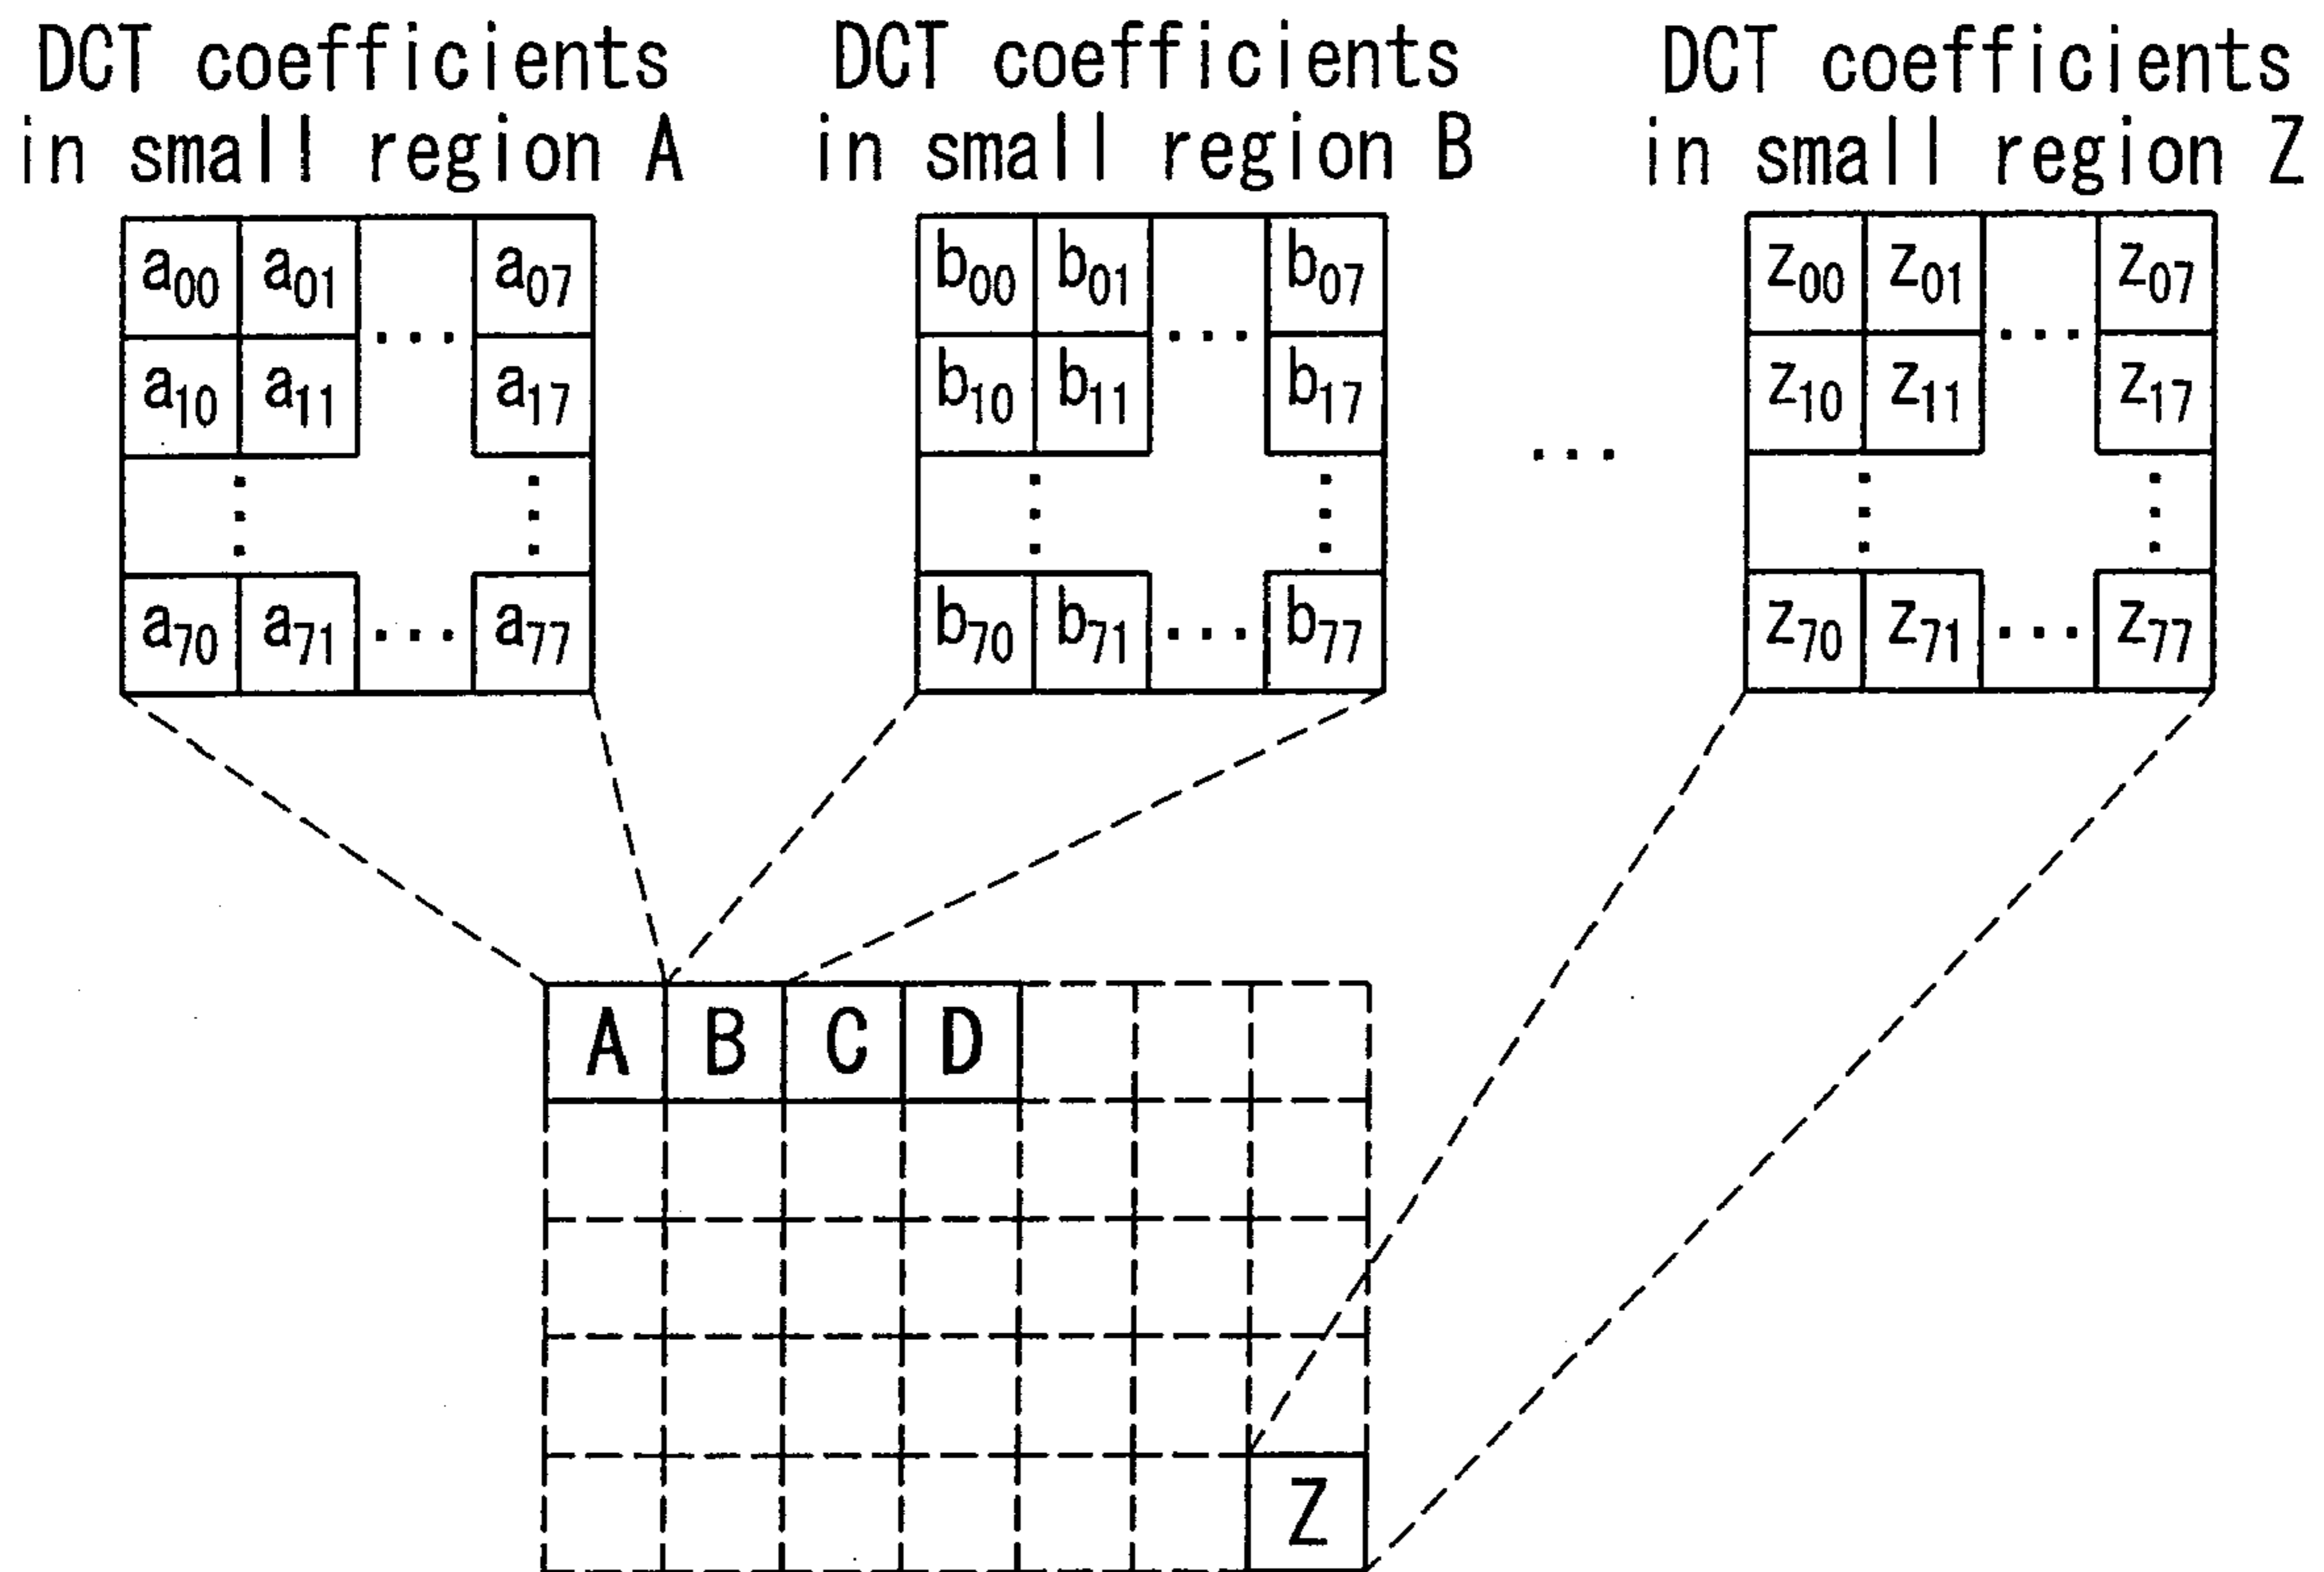 DCT coefficients
in small region A
a00 a01 a07
... 
a10 a11 a17
a70 a71 ... a77
DCT coefficients
in small region B
b00 b01 b07
...
b10 b11 b17
b70 b71 ... b77
...
DCT coefficients
in small region Z
z00 z01 z07
...
z10 z11 z17
z70 z71 ... z77
A B C D
Z